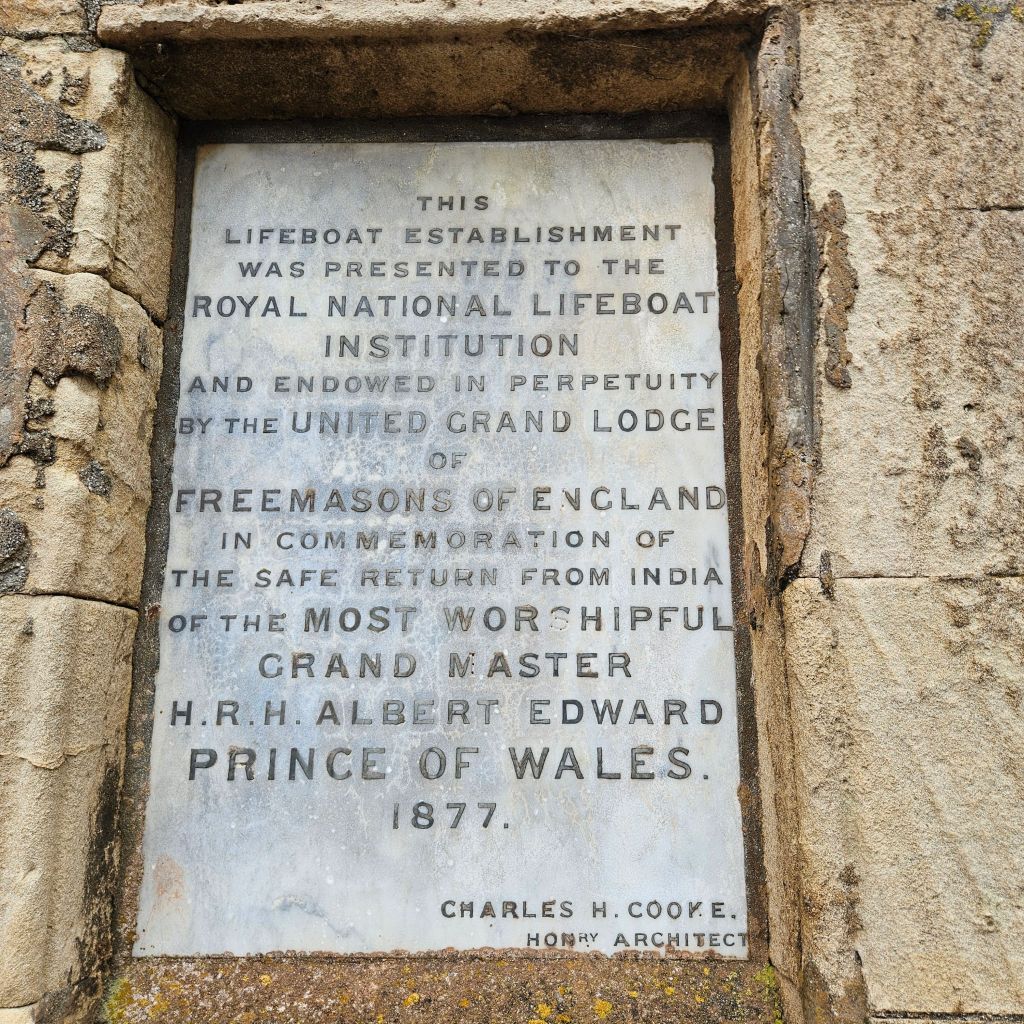 THIS
LIFEBOAT ESTABLISHMENT
WAS PRESENTED TO THE
ROYAL NATIONAL LIFEBOAT
INSTITUTION
AND ENDOWED IN PERPETUITY
BY THE UNITED GRAND LODGE
OF
FREEMASONS OF ENGLAND
IN COMMEMORATION OF
THE SAFE RETURN FROM INDIA
OF THE MOST WORSHIPFUL
GRAND MASTER
H.R.H. ALBERT EDWARD
PRINCE OF WALES.
1877.
CHARLES H. COOKE.
HONRY ARCHITECT